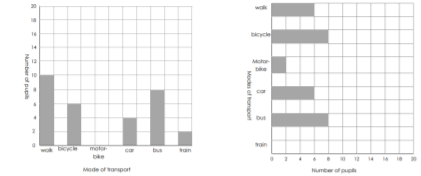 20
18
16
14
12
10
8
6
4
2
0
Number of pupils
walk bicycle motor-bike car bus train
Mode of transport
walk
bicycle
Motor-
bike
car
bus
train
Modes of transport
0 2 4 6 8 10 12 14 16 18 20
Number of pupils